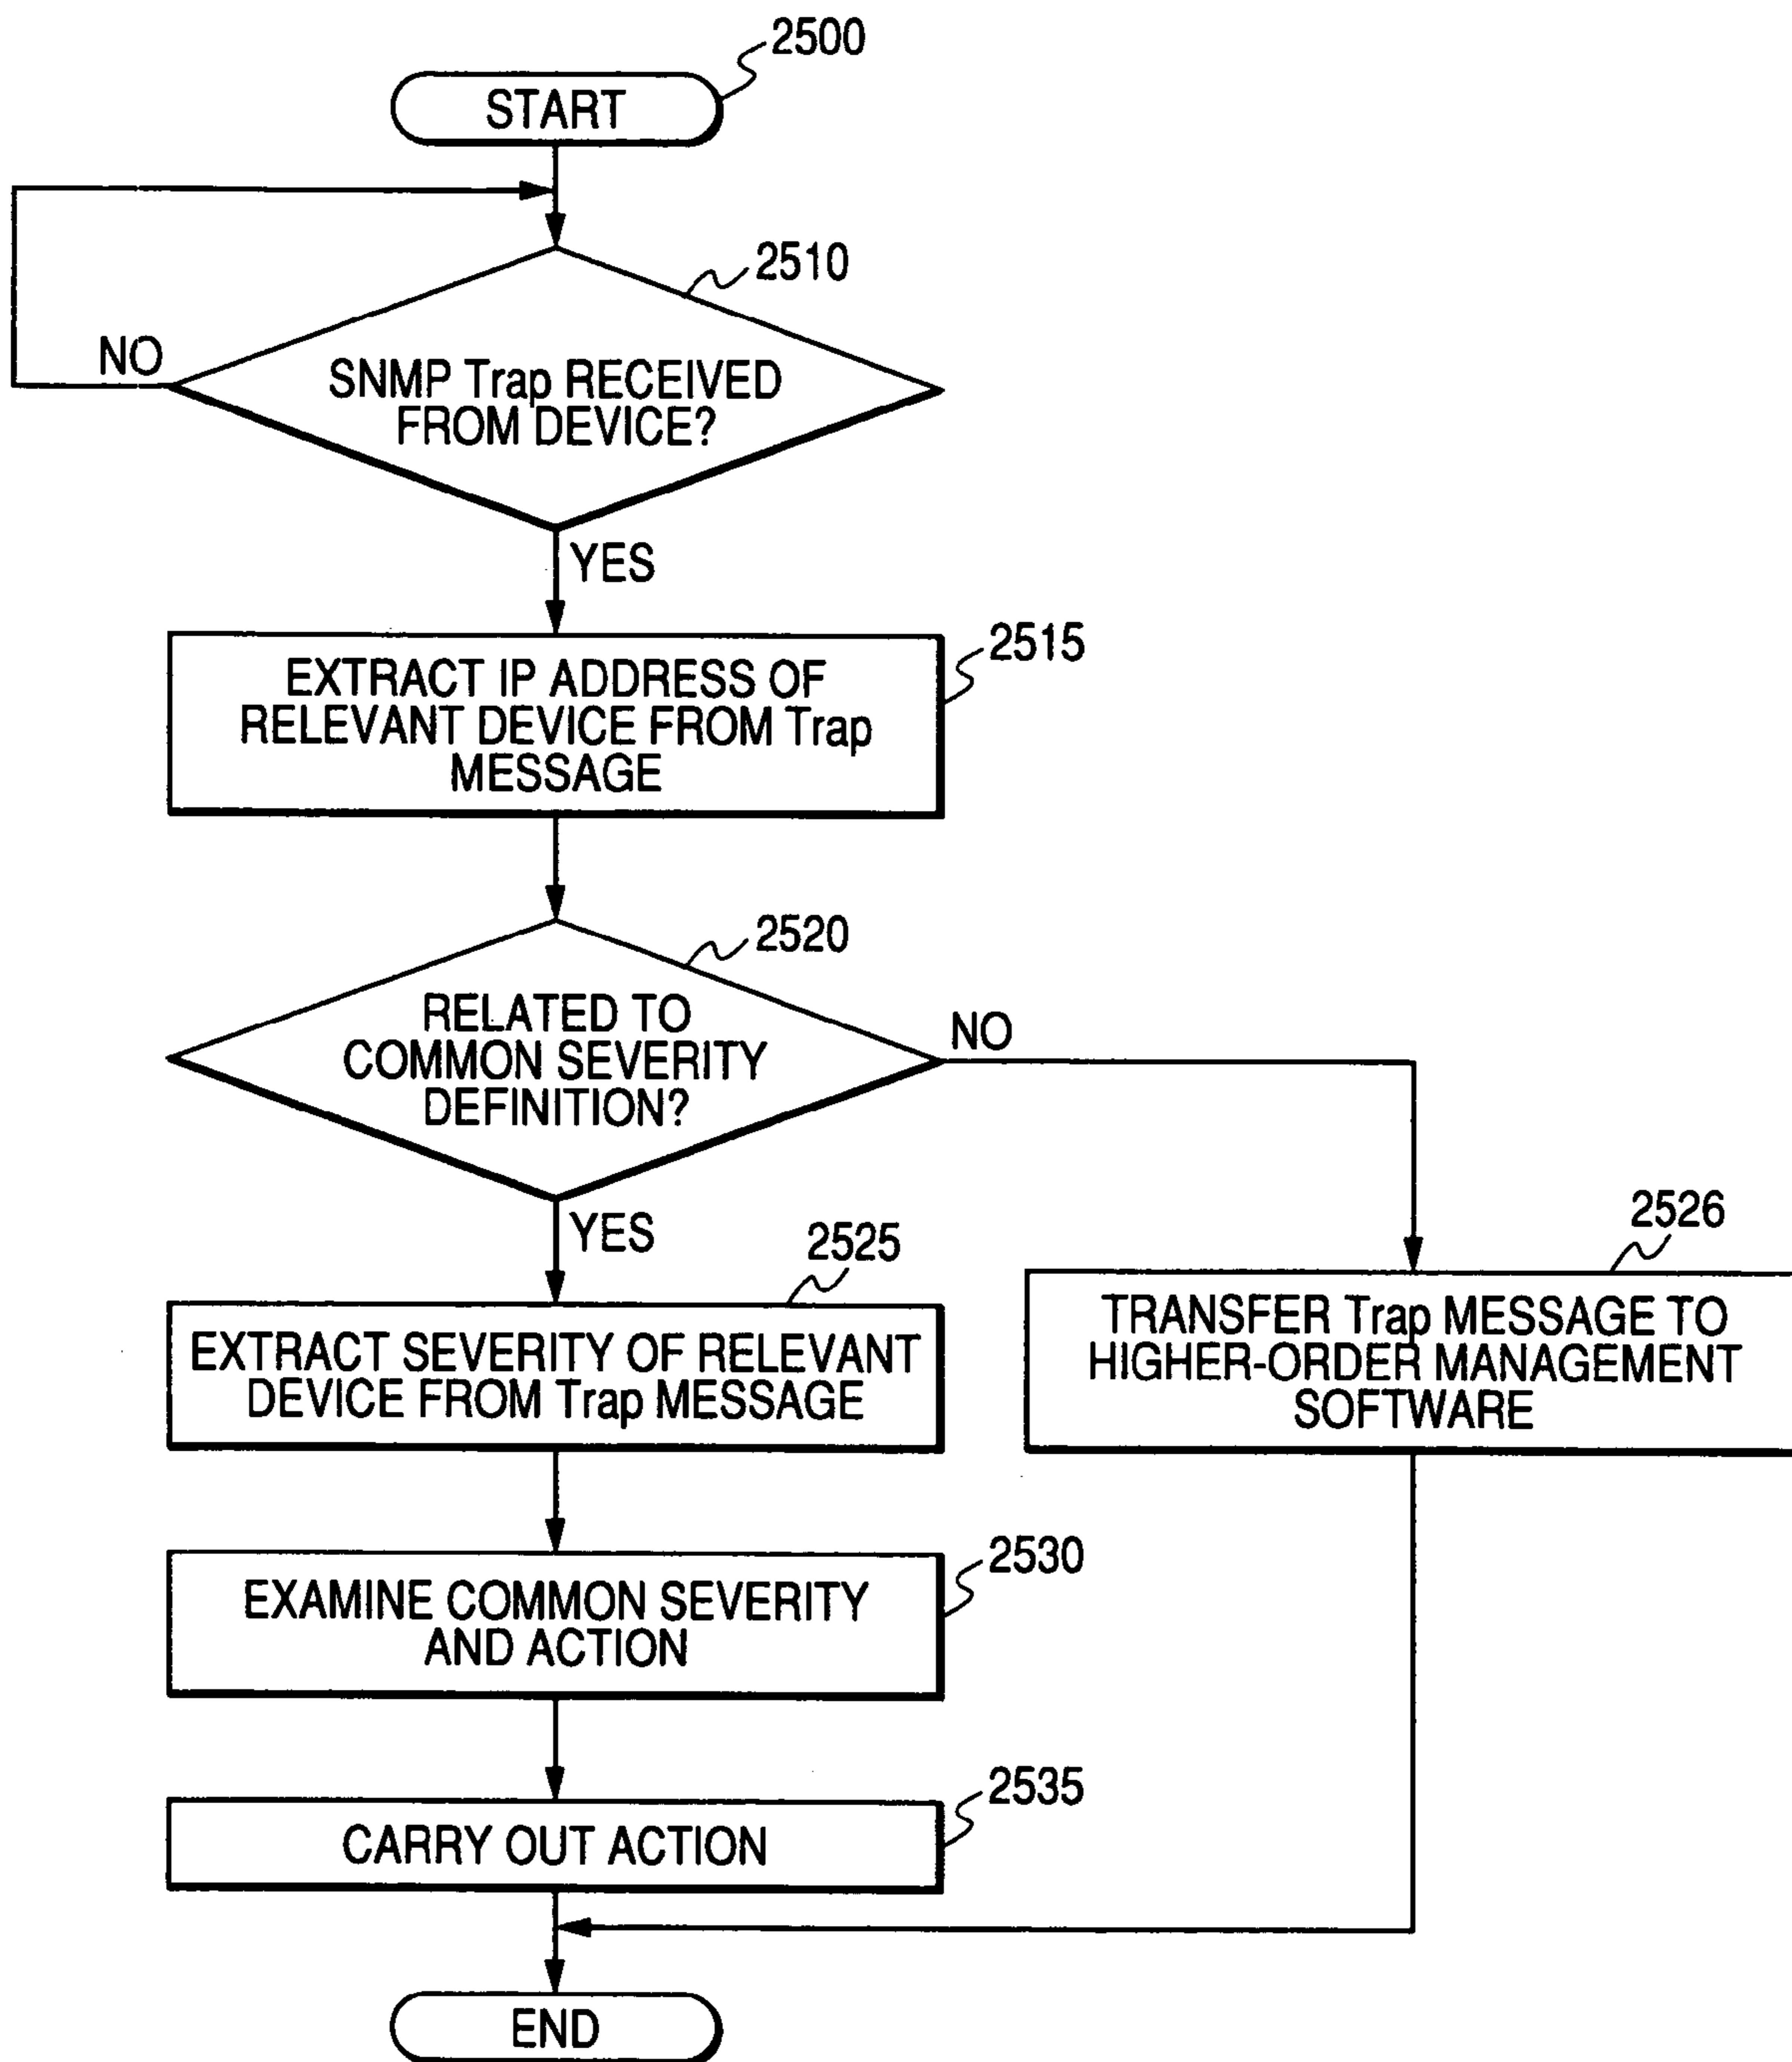 2500
START
2510
NO
SNMP Trap RECEIVED
FROM DEVICE?
YES
2515
EXTRACT IP ADDRESS OF
RELEVANT DEVICE FROM Trap
MESSAGE
2520
RELATED TO
COMMON SEVERITY
DEFINITION?
NO
YES
2525
2526
EXTRACT SEVERITY OF RELEVANT
DEVICE FROM Trap MESSAGE
TRANSFER Trap MESSAGE TO
HIGHER-ORDER MANAGEMENT
SOFTWARE
2530
EXAMINE COMMON SEVERITY
AND ACTION
2535
CARRY OUT ACTION
END